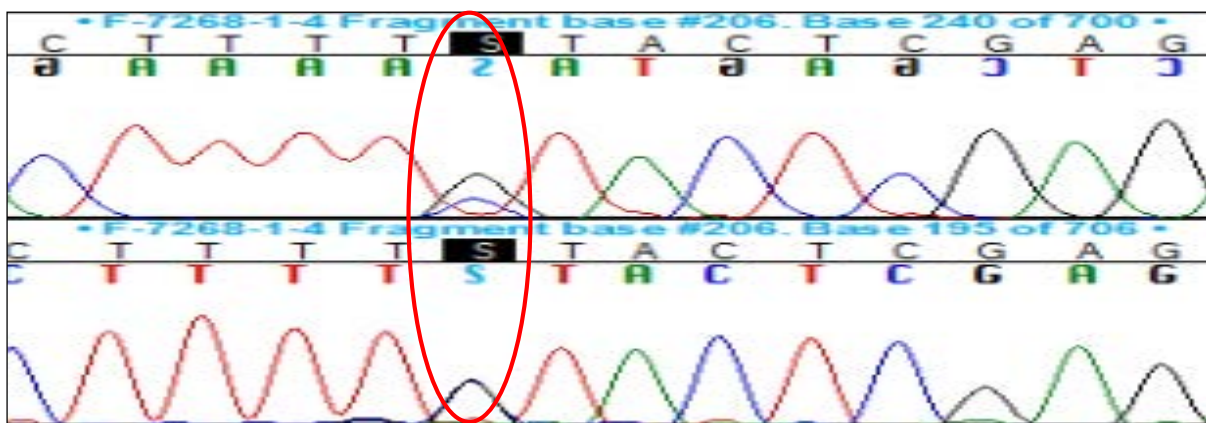 • F-7268-1-4 Fragment base #206. Base 240 of 700 •
C T T T T S T A C T C G A G
G A A A A S A T G A G C T C
• F-7268-1-4 Fragment base #206. Base 195 of 706 •
C T T T T S T A C T C G A G
C T T T T S T A C T C G A G